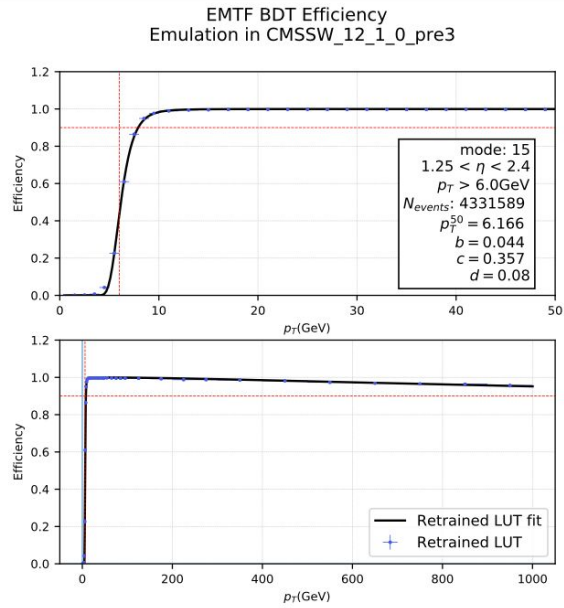 EMTF BDT Efficiency
Emulation in CMSSW_12_1_0_pre3
1.2
1.0
0.8
0.6
0.4
0.2
0.0
Efficiency
mode: 15
1.25 < η < 2.4
p_T > 6.0GeV
N_events: 4331589
p_T^50 = 6.166
b = 0.044
c = 0.357
d = 0.08
0
10
20
30
40
50
p_T(GeV)
1.2
1.0
0.8
0.6
0.4
0.2
0.0
Efficiency
Retrained LUT fit
Retrained LUT
0
200
400
600
800
1000
p_T(GeV)